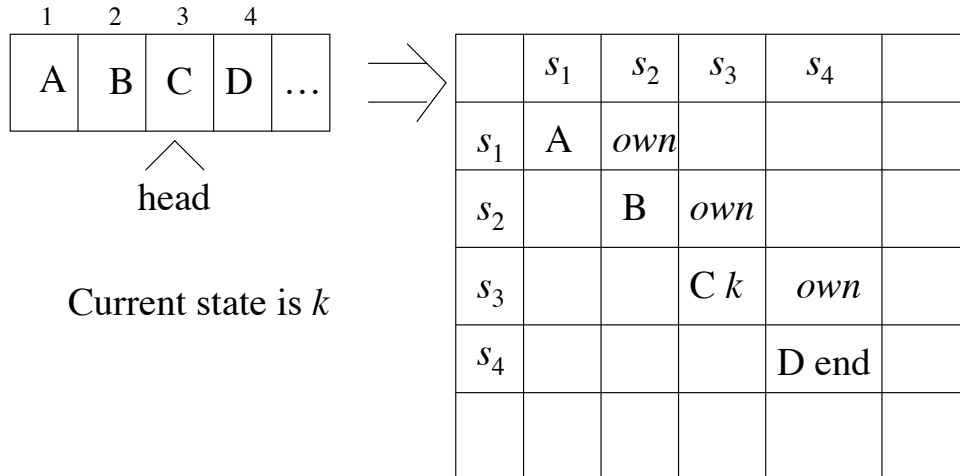 1 2 3 4
A B C D …
head
Current state is k
s₁ s₂ s₃ s₄
s₁ A own
s₂ B own
s₃ C k own
s₄ D end